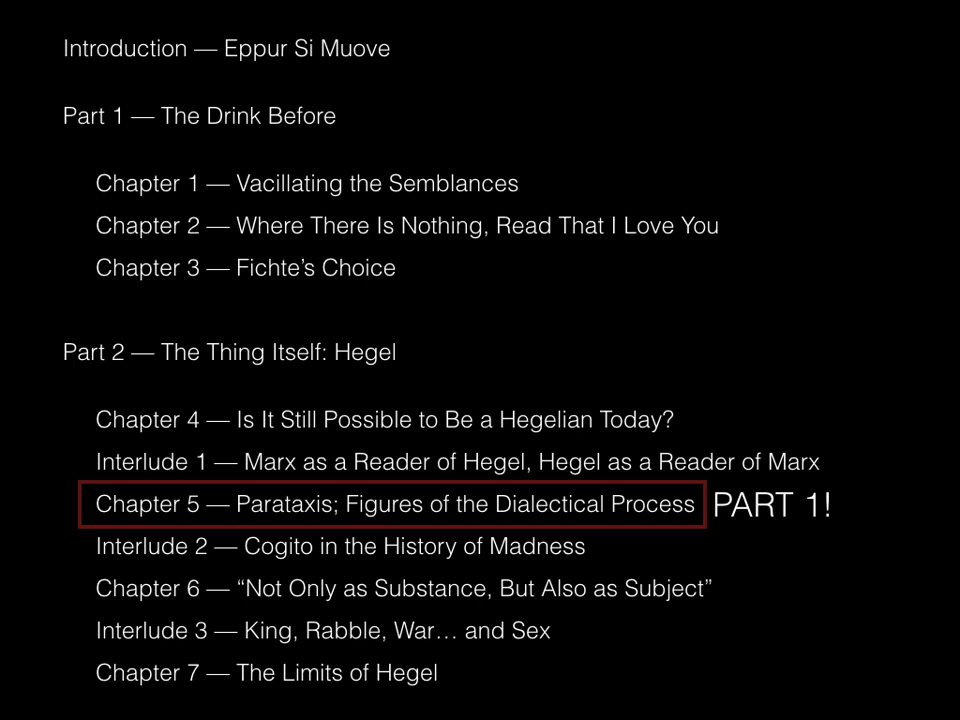 Introduction — Eppur Si Muove
Part 1 — The Drink Before
Chapter 1 — Vacillating the Semblances
Chapter 2 — Where There Is Nothing, Read That I Love You
Chapter 3 — Fichte’s Choice
Part 2 — The Thing Itself: Hegel
Chapter 4 — Is It Still Possible to Be a Hegelian Today?
Interlude 1 — Marx as a Reader of Hegel, Hegel as a Reader of Marx
Chapter 5 — Parataxis; Figures of the Dialectical Process PART 1!
Interlude 2 — Cogito in the History of Madness
Chapter 6 — “Not Only as Substance, But Also as Subject”
Interlude 3 — King, Rabble, War… and Sex
Chapter 7 — The Limits of Hegel